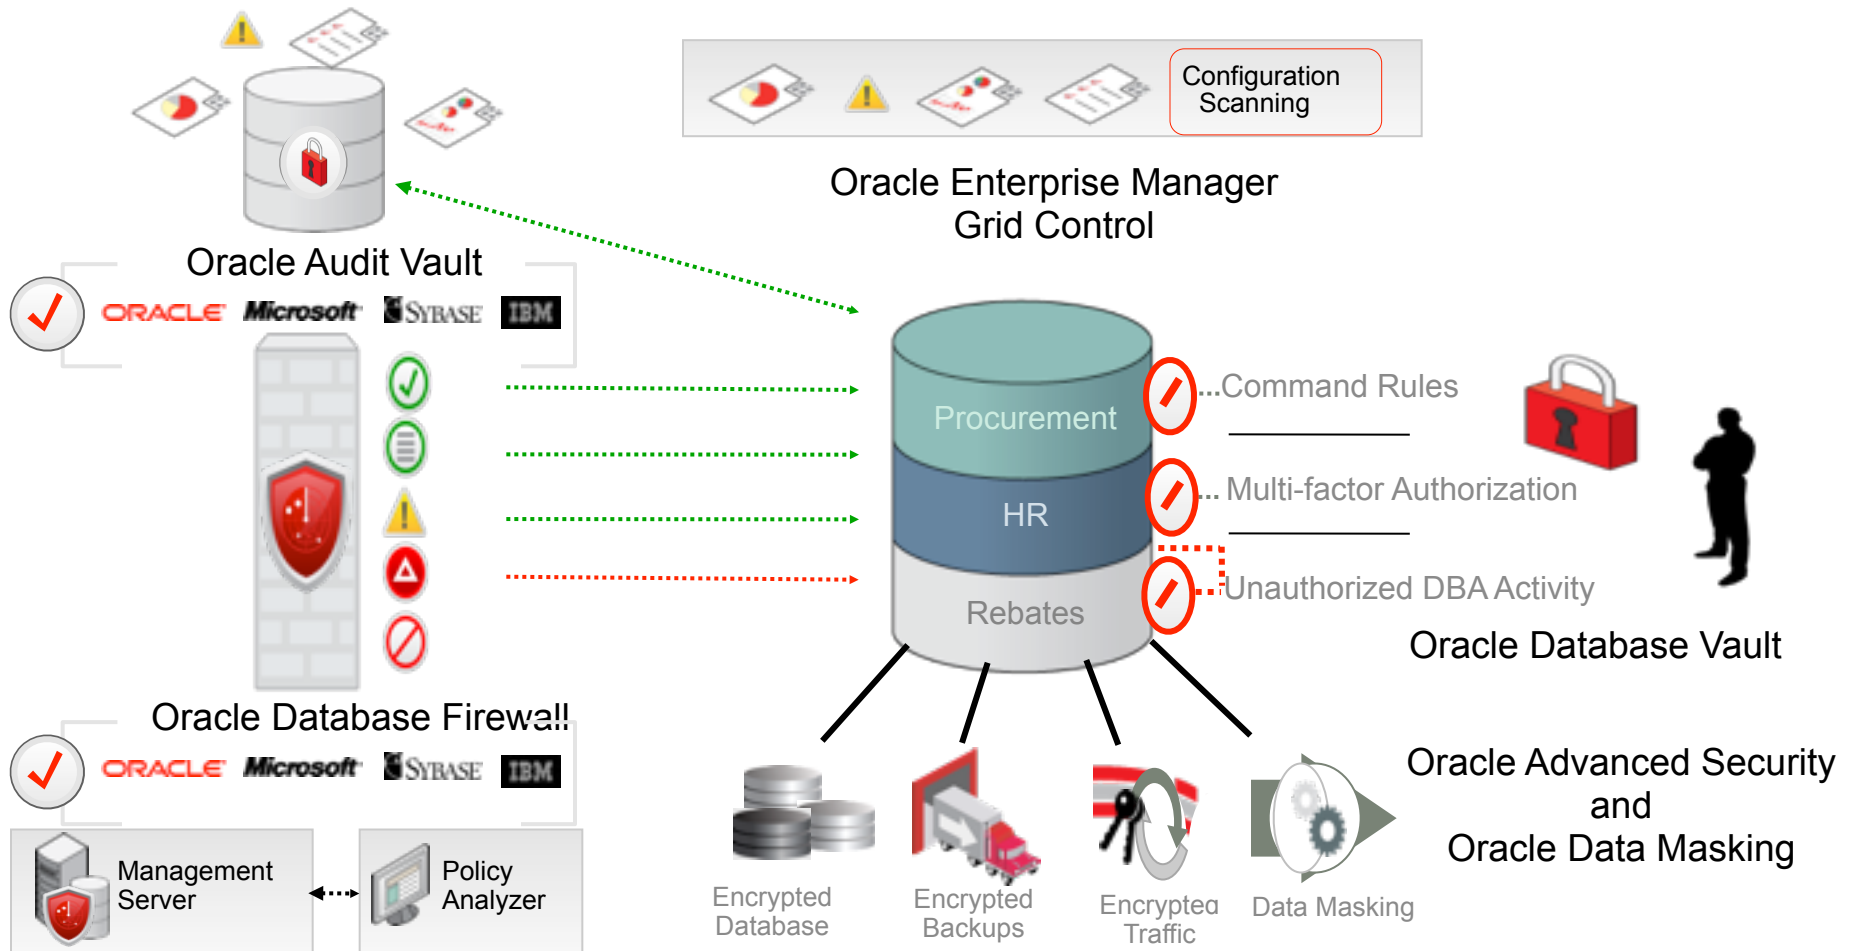 Configuration
Scanning
Oracle Enterprise Manager
Grid Control
Oracle Audit Vault
ORACLE Microsoft SYBASE IBM
Procurement
HR
Rebates
...Command Rules
... Multi-factor Authorization
Unauthorized DBA Activity
Oracle Database Vault
Oracle Database Firewall
ORACLE Microsoft SYBASE IBM
Management
Server
Policy
Analyzer
Encrypted
Database
Encrypted
Backups
Encrypted
Traffic
Data Masking
Oracle Advanced Security
and
Oracle Data Masking